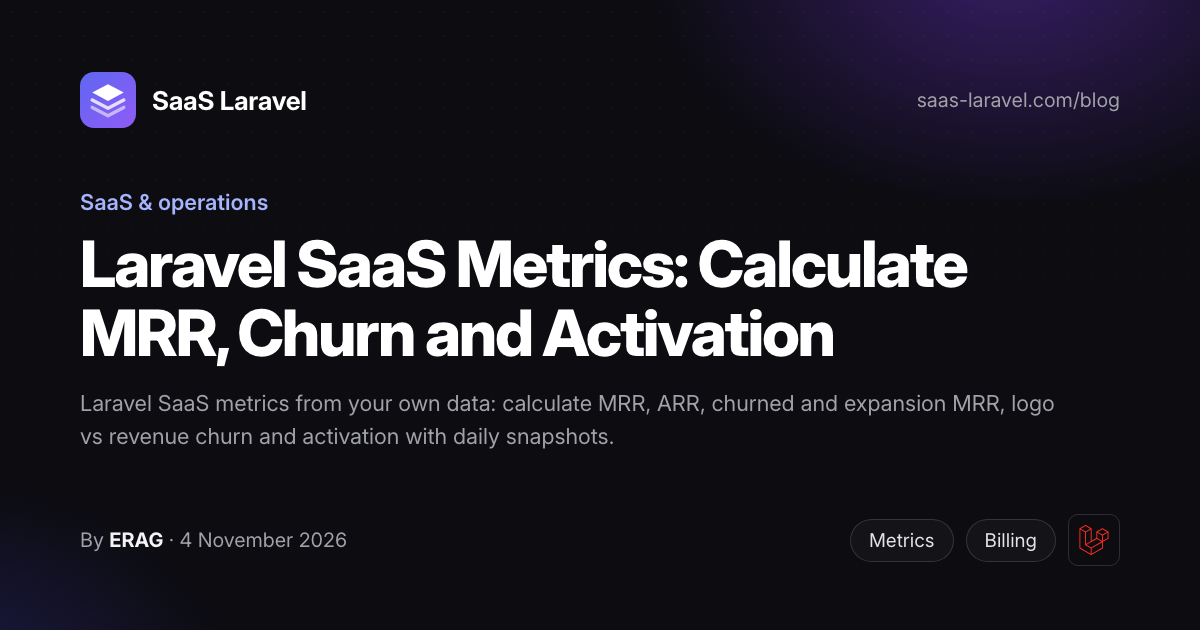 SaaS Laravel
saas-laravel.com/blog
SaaS & operations
Laravel SaaS Metrics: Calculate
MRR, Churn and Activation
Laravel SaaS metrics from your own data: calculate MRR, ARR, churned and expansion MRR, logo
vs revenue churn and activation with daily snapshots.
By ERAG · 4 November 2026
Metrics
Billing